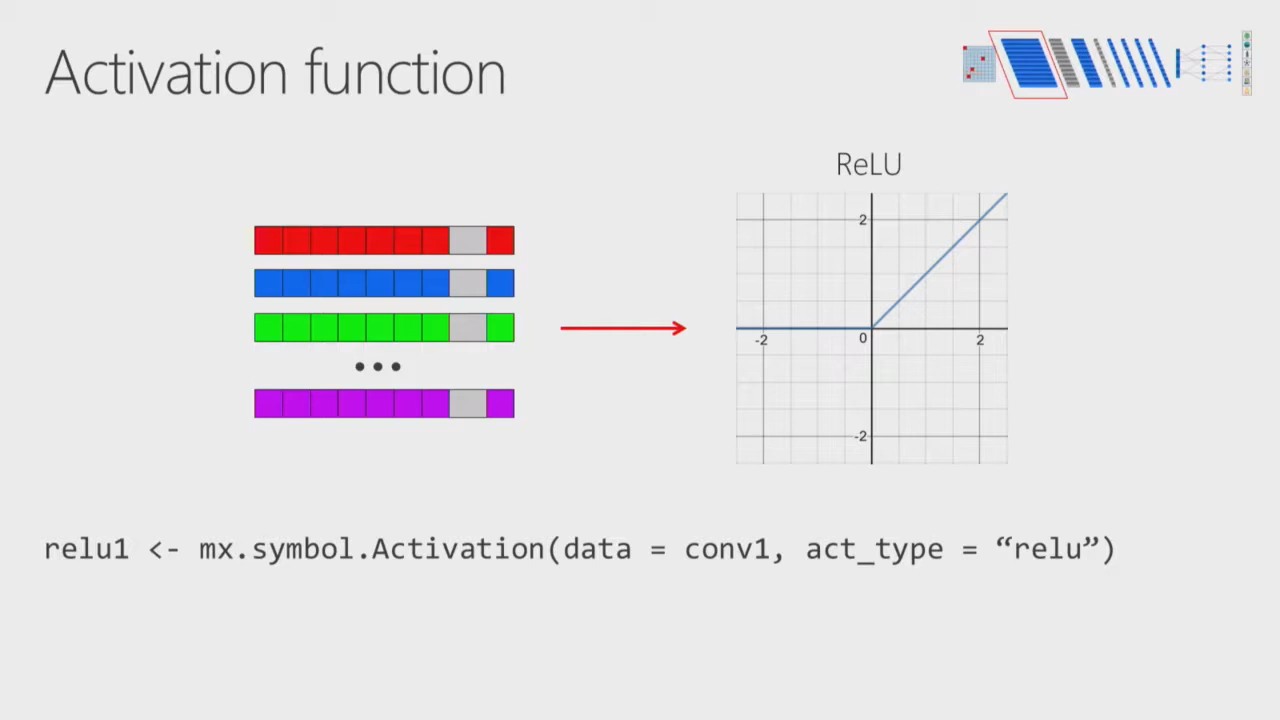 Activation function
ReLU
2
-2
0
2
-2
relu1 <- mx.symbol.Activation(data = conv1, act_type = “relu”)